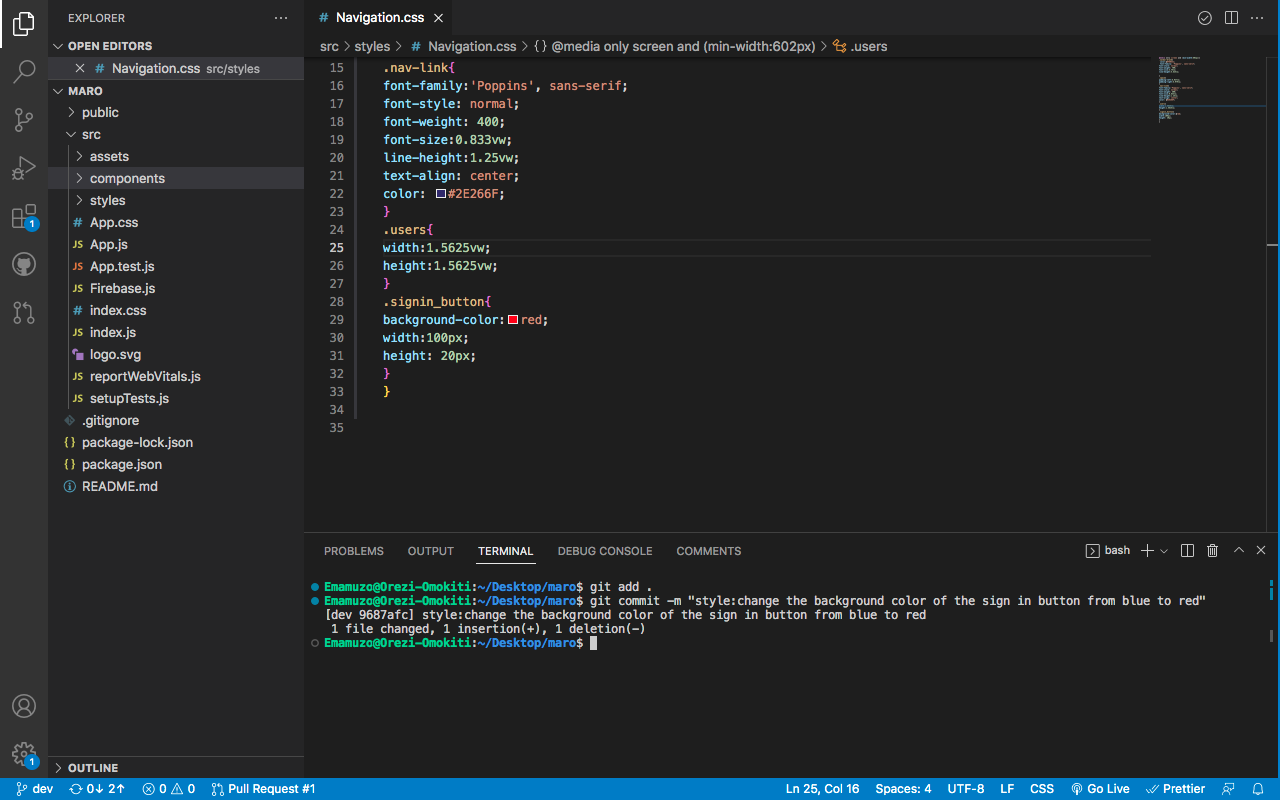 EXPLORER
OPEN EDITORS
# Navigation.css src/styles
MARO
public
src
assets
components
styles
# App.css
JS App.js
JS App.test.js
JS Firebase.js
# index.css
JS index.js
logo.svg
JS reportWebVitals.js
JS setupTests.js
.gitignore
{} package-lock.json
{} package.json
README.md
OUTLINE
1
1
# Navigation.css
src > styles > # Navigation.css > {} @media only screen and (min-width:602px) > .users
15 .nav-link{
16 font-family:'Poppins', sans-serif;
17 font-style: normal;
18 font-weight: 400;
19 font-size:0.833vw;
20 line-height:1.25vw;
21 text-align: center;
22 color: #2E266F;
23 }
24 .users{
25 width:1.5625vw;
26 height:1.5625vw;
27 }
28 .signin_button{
29 background-color:red;
30 width:100px;
31 height: 20px;
32 }
33 }
34
35
PROBLEMS OUTPUT TERMINAL DEBUG CONSOLE COMMENTS bash
Emamuzo@Orezi-Omokiti:~/Desktop/maro$ git add .
Emamuzo@Orezi-Omokiti:~/Desktop/maro$ git commit -m "style:change the background color of the sign in button from blue to red"
[dev 9687afc] style:change the background color of the sign in button from blue to red
1 file changed, 1 insertion(+), 1 deletion(-)
Emamuzo@Orezi-Omokiti:~/Desktop/maro$
dev 0↓ 2↑ 0 0 Pull Request #1 Ln 25, Col 16 Spaces: 4 UTF-8 LF CSS Go Live Prettier